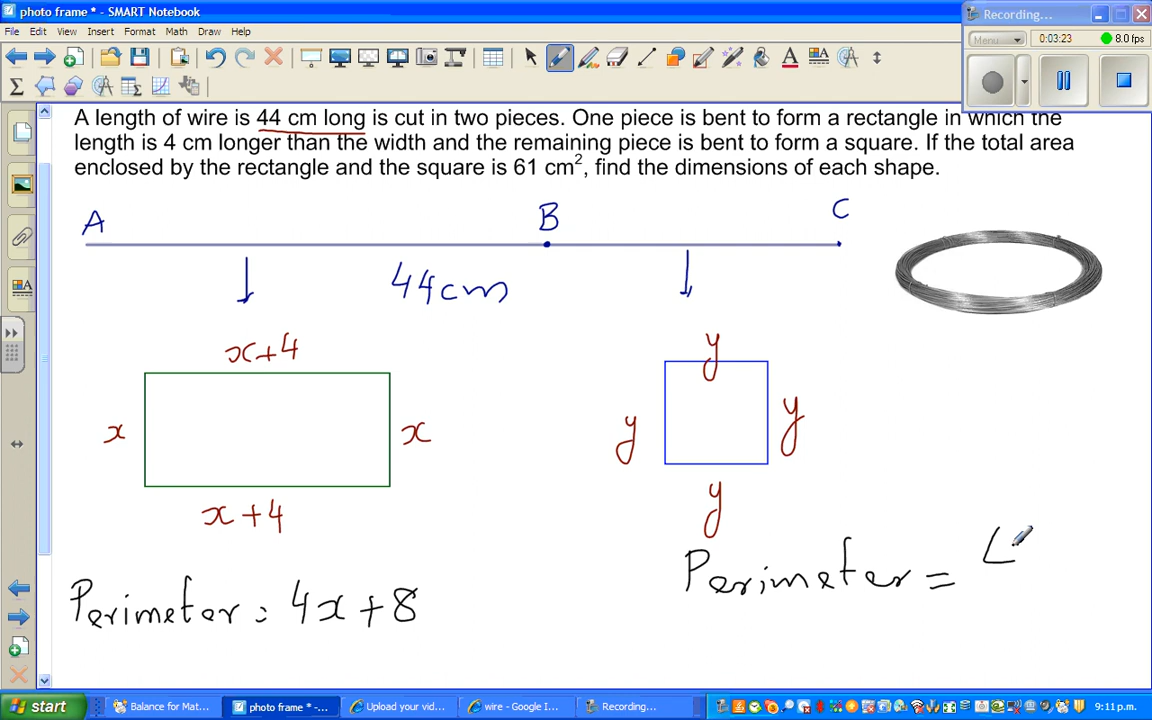 photo frame * - SMART Notebook
File Edit View Insert Format Math Draw Help
Recording...
Menu 0:03:23 8.0 fps
A length of wire is 44 cm long is cut in two pieces. One piece is bent to form a rectangle in which the
length is 4 cm longer than the width and the remaining piece is bent to form a square. If the total area
enclosed by the rectangle and the square is 61 cm², find the dimensions of each shape.
A B C
44cm
x+4 y
x x y y
x+4 y
Perimeter = 4x+8
Perimeter =
start Balance for Mat... photo frame * -... Upload your vid... wire - Google I... Recording... 9:11 p.m.